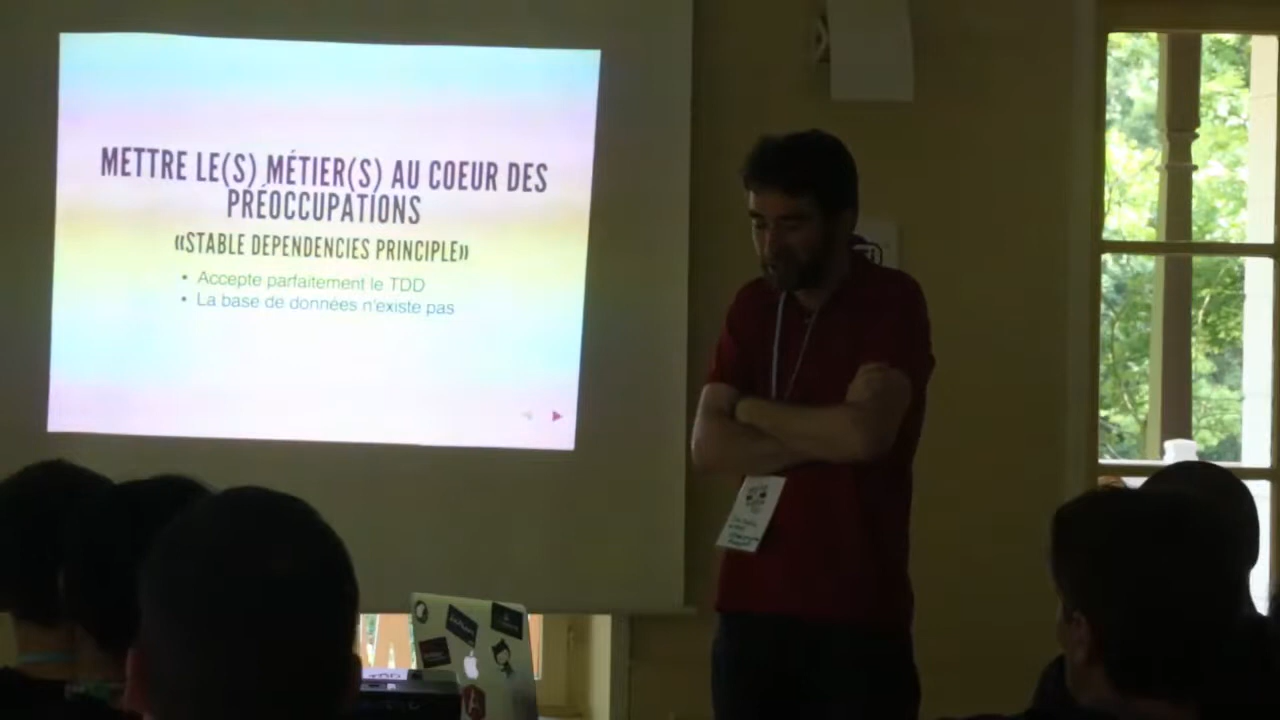 METTRE LE(S) MÉTIER(S) AU COEUR DES
PRÉOCCUPATIONS
«STABLE DEPENDENCIES PRINCIPLE»
• Accepte parfaitement le TDD
• La base de données n'existe pas